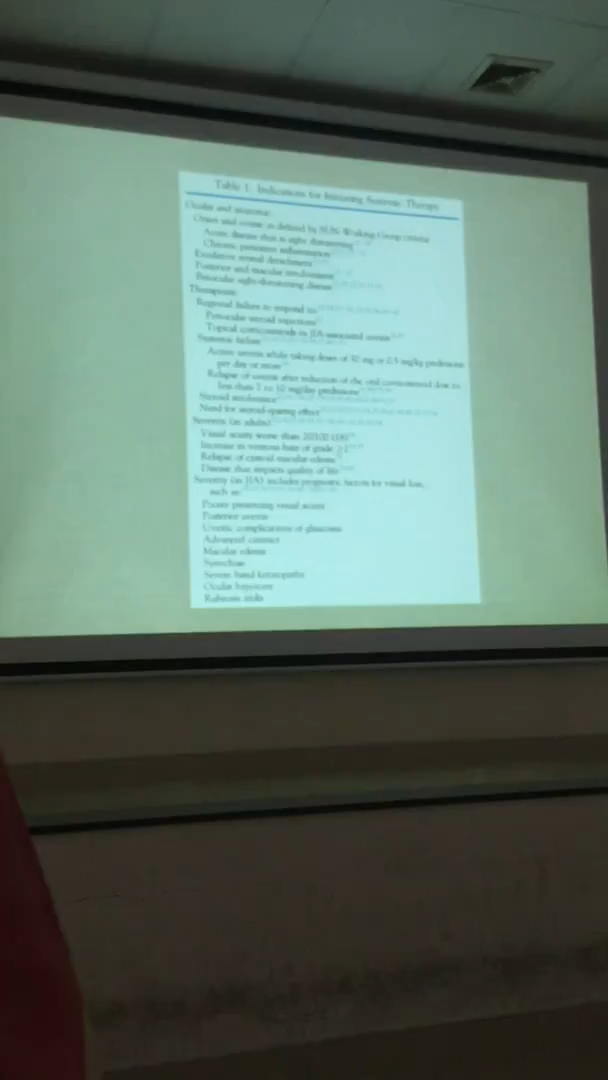 Table 1. Indications for Initiating Systemic Therapy
Ocular and anatomic
Onset and course as defined by SUN Working Group criteria
Acute disease that is sight-threatening
Chronic persistent inflammation
Exudative retinal detachment
Posterior and macular involvement
Binocular sight-threatening disease
Therapeutic
Regional failure to respond to
Periocular steroid injections
Topical corticosteroids in JIA-associated uveitis
Systemic failure
Active uveitis while taking doses of 30 mg or 0.5 mg/kg prednisone
per day or more
Relapse of uveitis after reduction of the oral corticosteroid dose to
less than 7 to 10 mg/day prednisone
Steroid intolerance
Need for steroid-sparing effect
Severity (in adults)
Visual acuity worse than 20/100
Increase in vitreous haze of grade
Relapse of cystoid macular edema
Disease that impacts quality of life
Severity (in JIA) includes prognostic factors for visual loss,
such as
Poorer presenting visual acuity
Posterior uveitis
Uveitic complications of glaucoma
Advanced cataract
Macular edema
Synechiae
Severe band keratopathy
Ocular hypotony
Rubeosis iridis